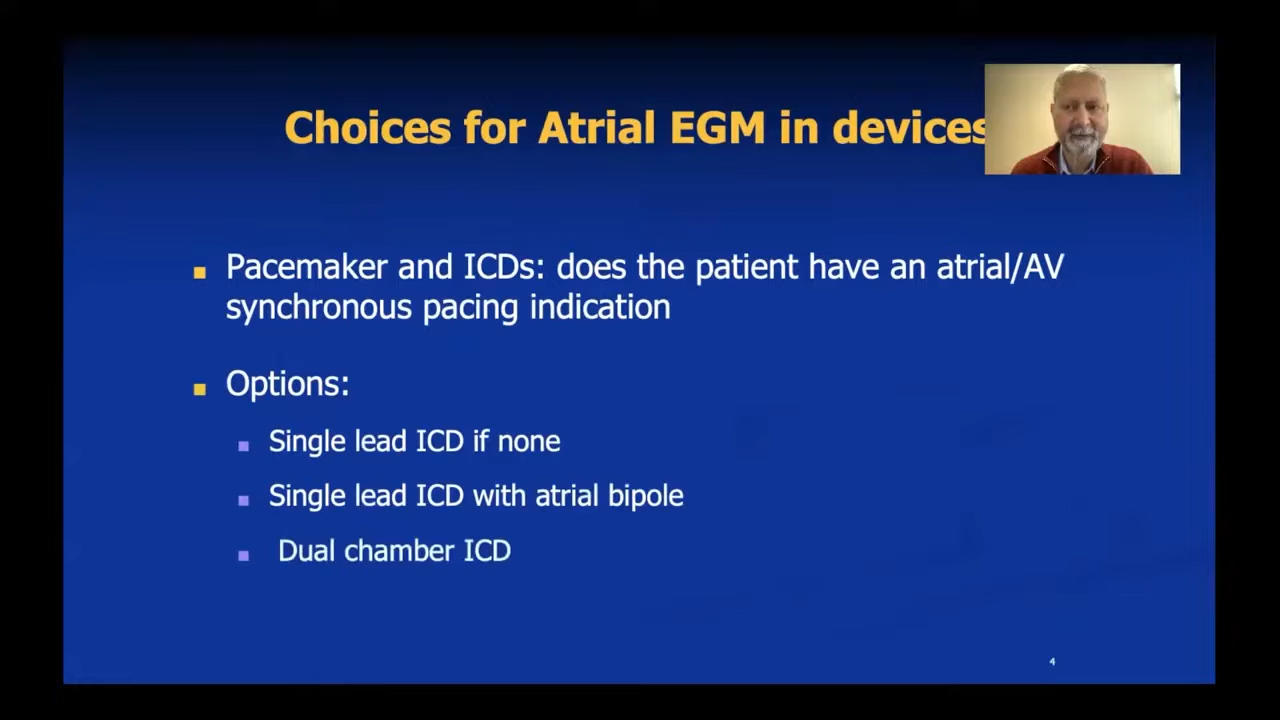 Choices for Atrial EGM in devices
Pacemaker and ICDs: does the patient have an atrial/AV
synchronous pacing indication
Options:
Single lead ICD if none
Single lead ICD with atrial bipole
Dual chamber ICD
4